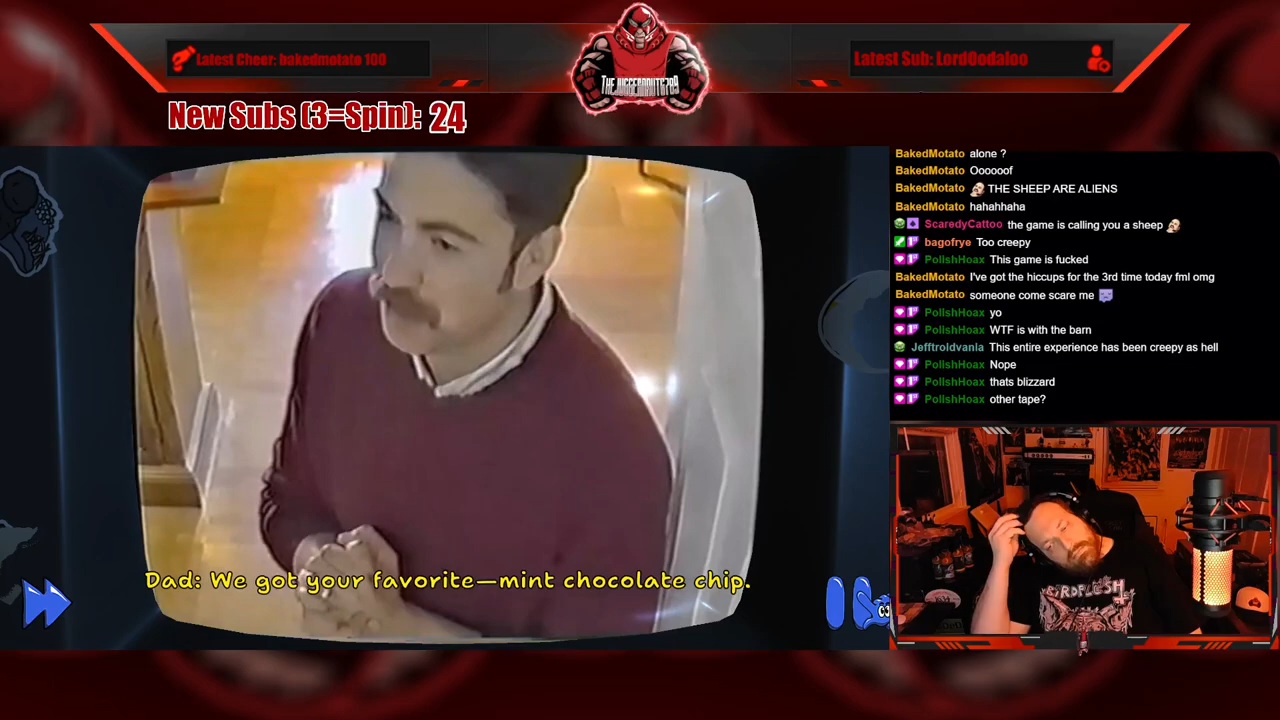 Latest Cheer: bakedmotato 100
THEJUGGERNAUT6789
Latest Sub: LordOodaloo
New Subs (3=Spin): 24
BakedMotato alone ?
BakedMotato Oooooof
BakedMotato THE SHEEP ARE ALIENS
BakedMotato hahahhaha
ScaredyCattoo the game is calling you a sheep
bagofrye Too creepy
PolishHoax This game is fucked
BakedMotato I've got the hiccups for the 3rd time today fml omg
BakedMotato someone come scare me
PolishHoax yo
PolishHoax WTF is with the barn
Jefftroldvania This entire experience has been creepy as hell
PolishHoax Nope
PolishHoax thats blizzard
PolishHoax other tape?
Dad: We got your favorite—mint chocolate chip.